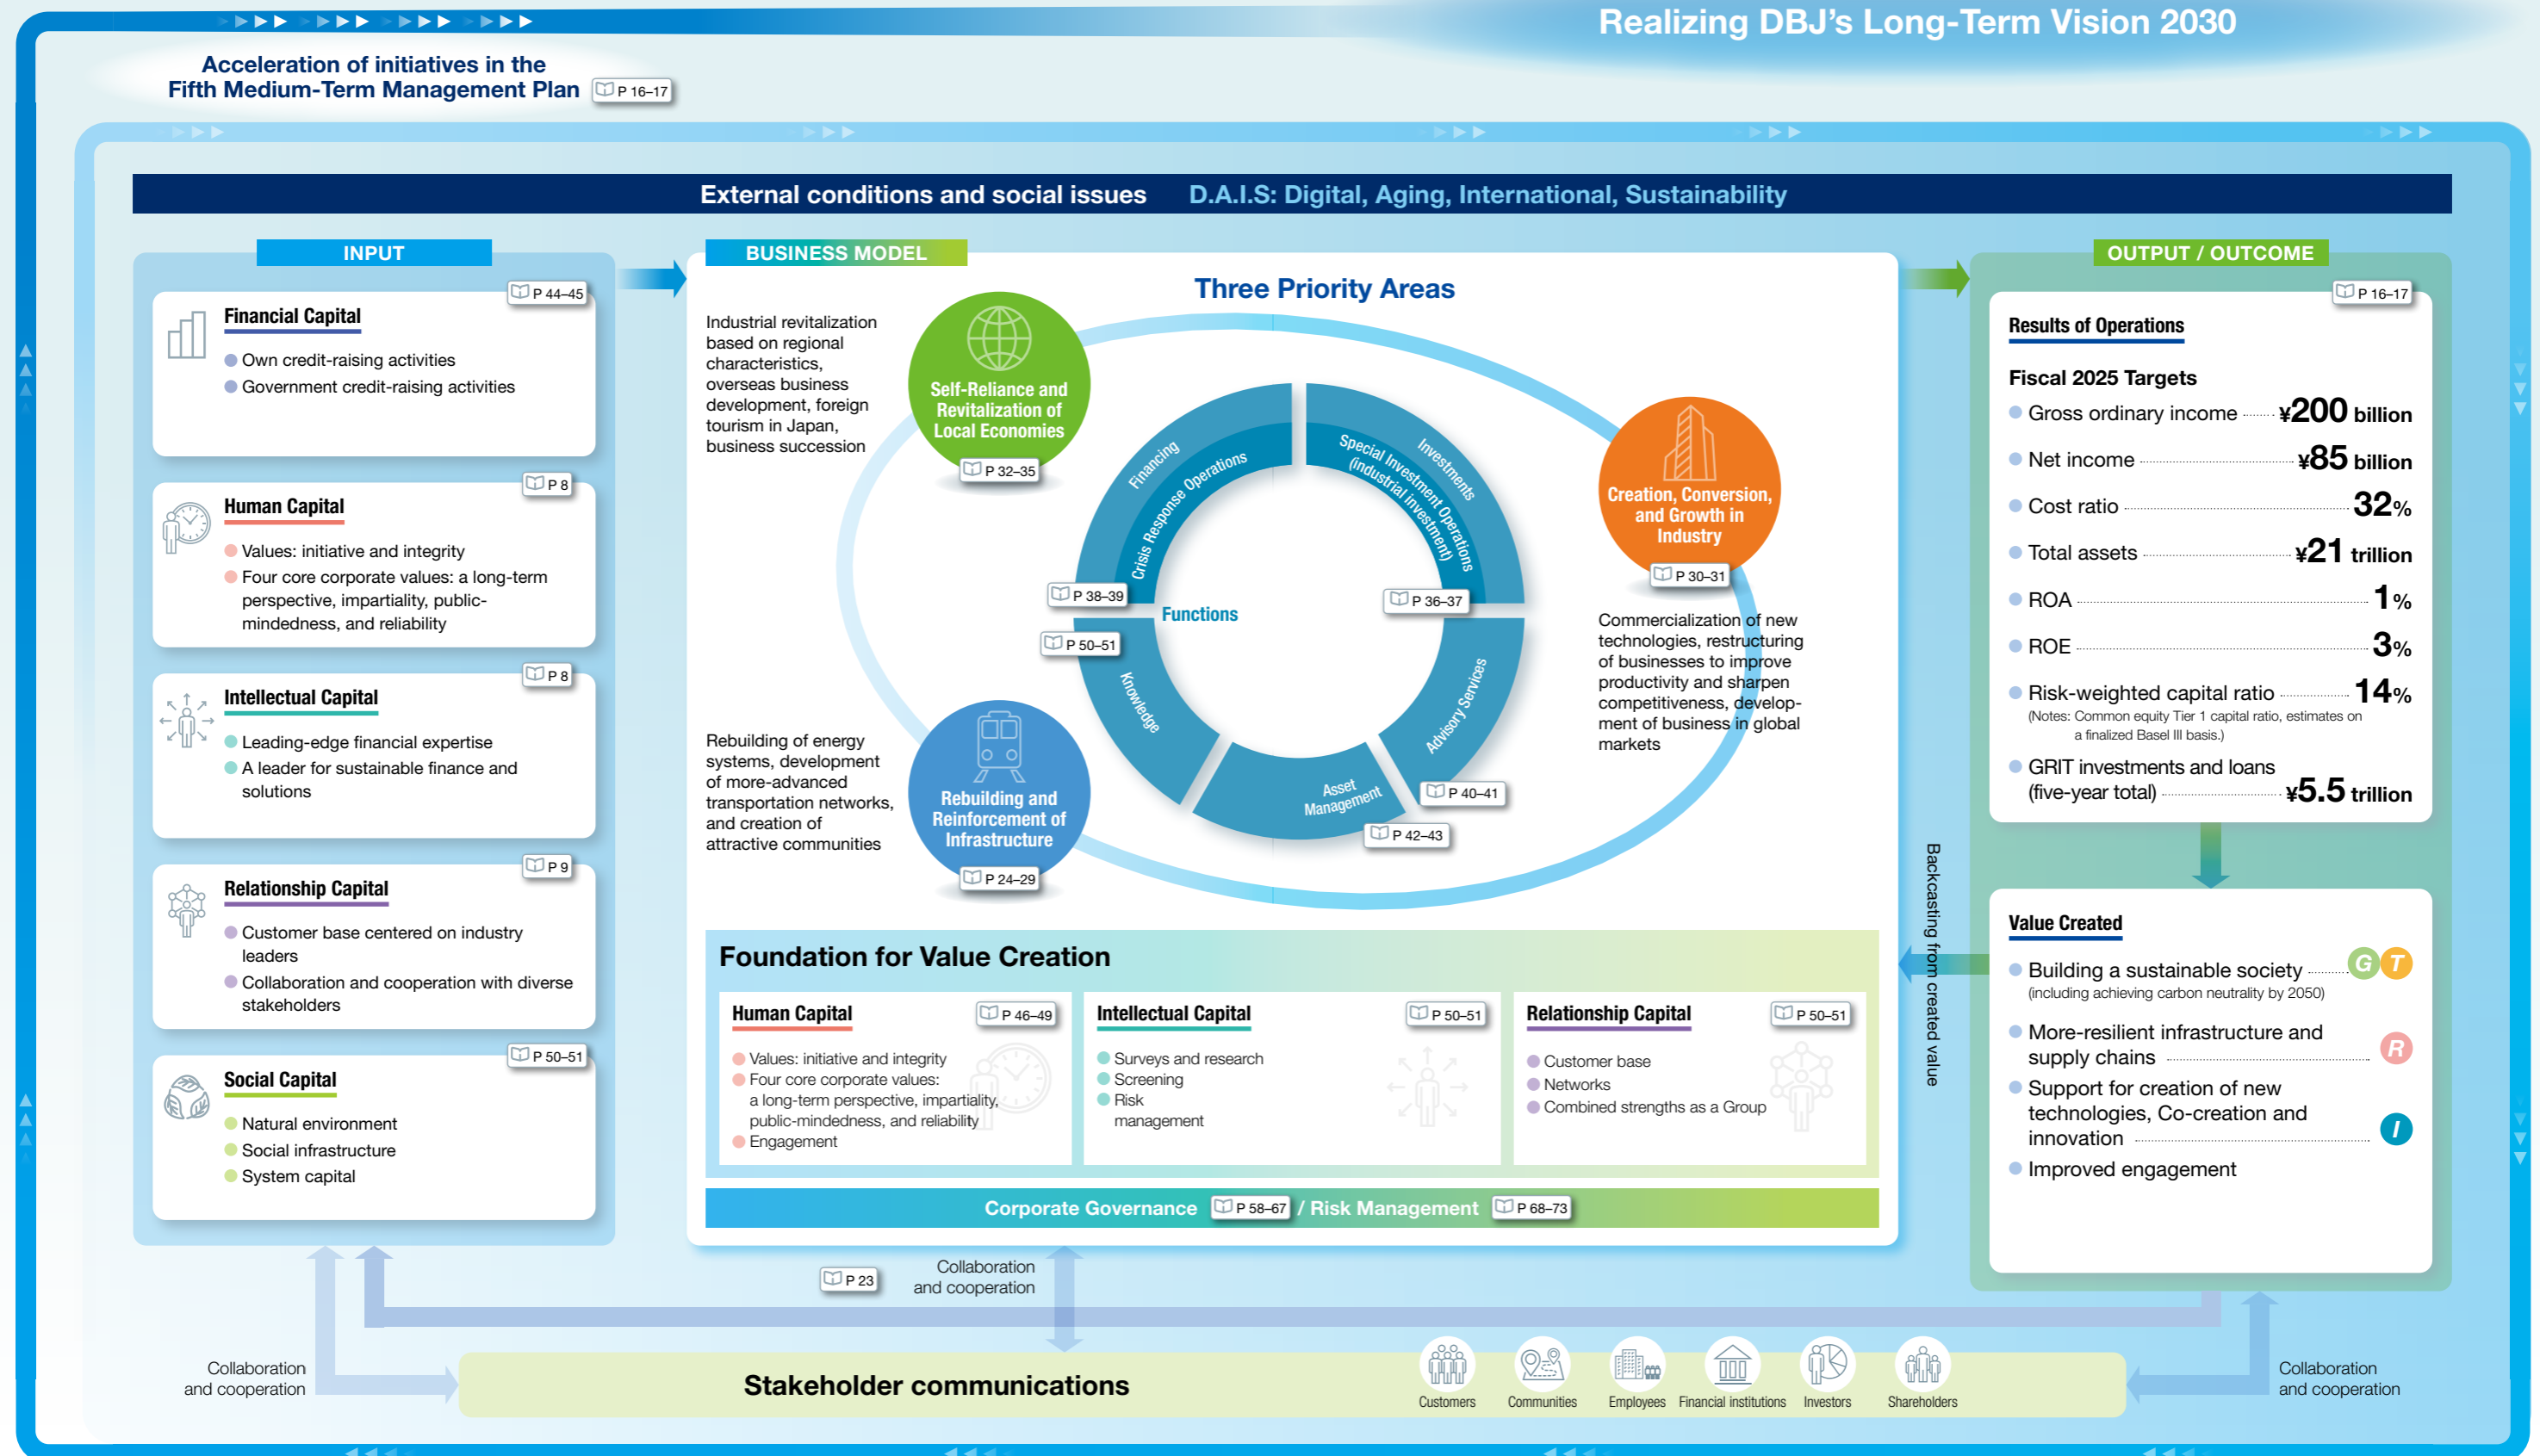 Realizing DBJ's Long-Term Vision 2030
Acceleration of initiatives in the
Fifth Medium-Term Management Plan P 16–17
External conditions and social issues D.A.I.S: Digital, Aging, International, Sustainability
INPUT
P 44–45
Financial Capital
Own credit-raising activities
Government credit-raising activities
P 8
Human Capital
Values: initiative and integrity
Four core corporate values: a long-term
perspective, impartiality, public-
mindedness, and reliability
P 8
Intellectual Capital
Leading-edge financial expertise
A leader for sustainable finance and
solutions
P 9
Relationship Capital
Customer base centered on industry
leaders
Collaboration and cooperation with diverse
stakeholders
P 50–51
Social Capital
Natural environment
Social infrastructure
System capital
BUSINESS MODEL
Three Priority Areas
Industrial revitalization
based on regional
characteristics,
overseas business
development, foreign
tourism in Japan,
business succession
Self-Reliance and
Revitalization of
Local Economies
P 32–35
Creation, Conversion,
and Growth in
Industry
P 30–31
Commercialization of new
technologies, restructuring
of businesses to improve
productivity and sharpen
competitiveness, develop-
ment of business in global
markets
Rebuilding of energy
systems, development
of more-advanced
transportation networks,
and creation of
attractive communities
Rebuilding and
Reinforcement of
Infrastructure
P 24–29
Functions
Financing
Crisis Response Operations
P 38–39
Investments
Special Investment Operations
(industrial investment)
P 36–37
P 50–51
Knowledge
Advisory Services
P 40–41
Asset
Management
P 42–43
Foundation for Value Creation
Human Capital P 46–49
Values: initiative and integrity
Four core corporate values:
a long-term perspective, impartiality,
public-mindedness, and reliability
Engagement
Intellectual Capital P 50–51
Surveys and research
Screening
Risk
management
Relationship Capital P 50–51
Customer base
Networks
Combined strengths as a Group
Corporate Governance P 58–67 / Risk Management P 68–73
OUTPUT / OUTCOME
P 16–17
Results of Operations
Fiscal 2025 Targets
Gross ordinary income ¥200 billion
Net income ¥85 billion
Cost ratio 32%
Total assets ¥21 trillion
ROA 1%
ROE 3%
Risk-weighted capital ratio 14%
(Notes: Common equity Tier 1 capital ratio, estimates on
a finalized Basel III basis.)
GRIT investments and loans
(five-year total) ¥5.5 trillion
Backcasting from created value
Value Created
Building a sustainable society G T
(including achieving carbon neutrality by 2050)
More-resilient infrastructure and
supply chains R
Support for creation of new
technologies, Co-creation and
innovation I
Improved engagement
P 23
Collaboration
and cooperation
Collaboration
and cooperation
Stakeholder communications
Customers
Communities
Employees
Financial institutions
Investors
Shareholders
Collaboration
and cooperation